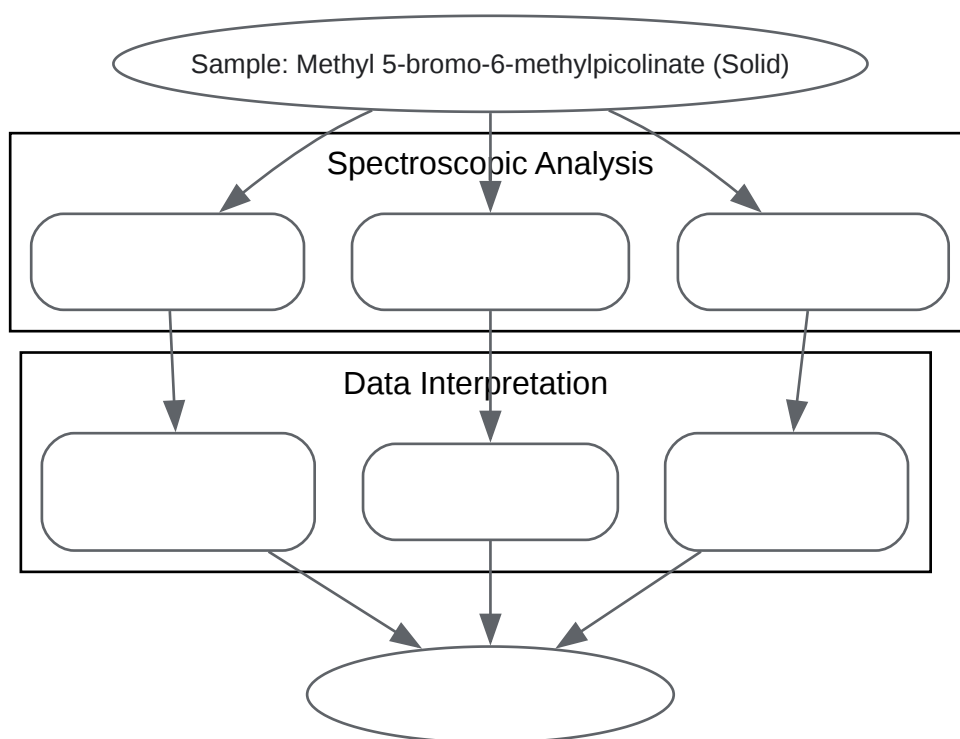 Sample: Methyl 5-bromo-6-methylpicolinate (Solid)
Spectroscopic Analysis
Data Interpretation